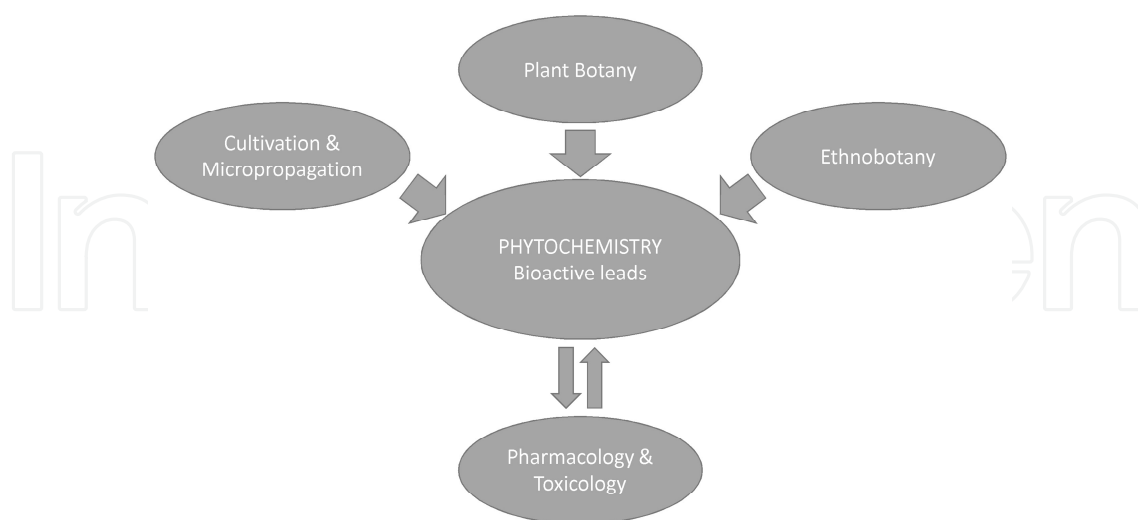 Plant Botany
Cultivation &
Micropropagation
Ethnobotany
PHYTOCHEMISTRY
Bioactive leads
Pharmacology &
Toxicology